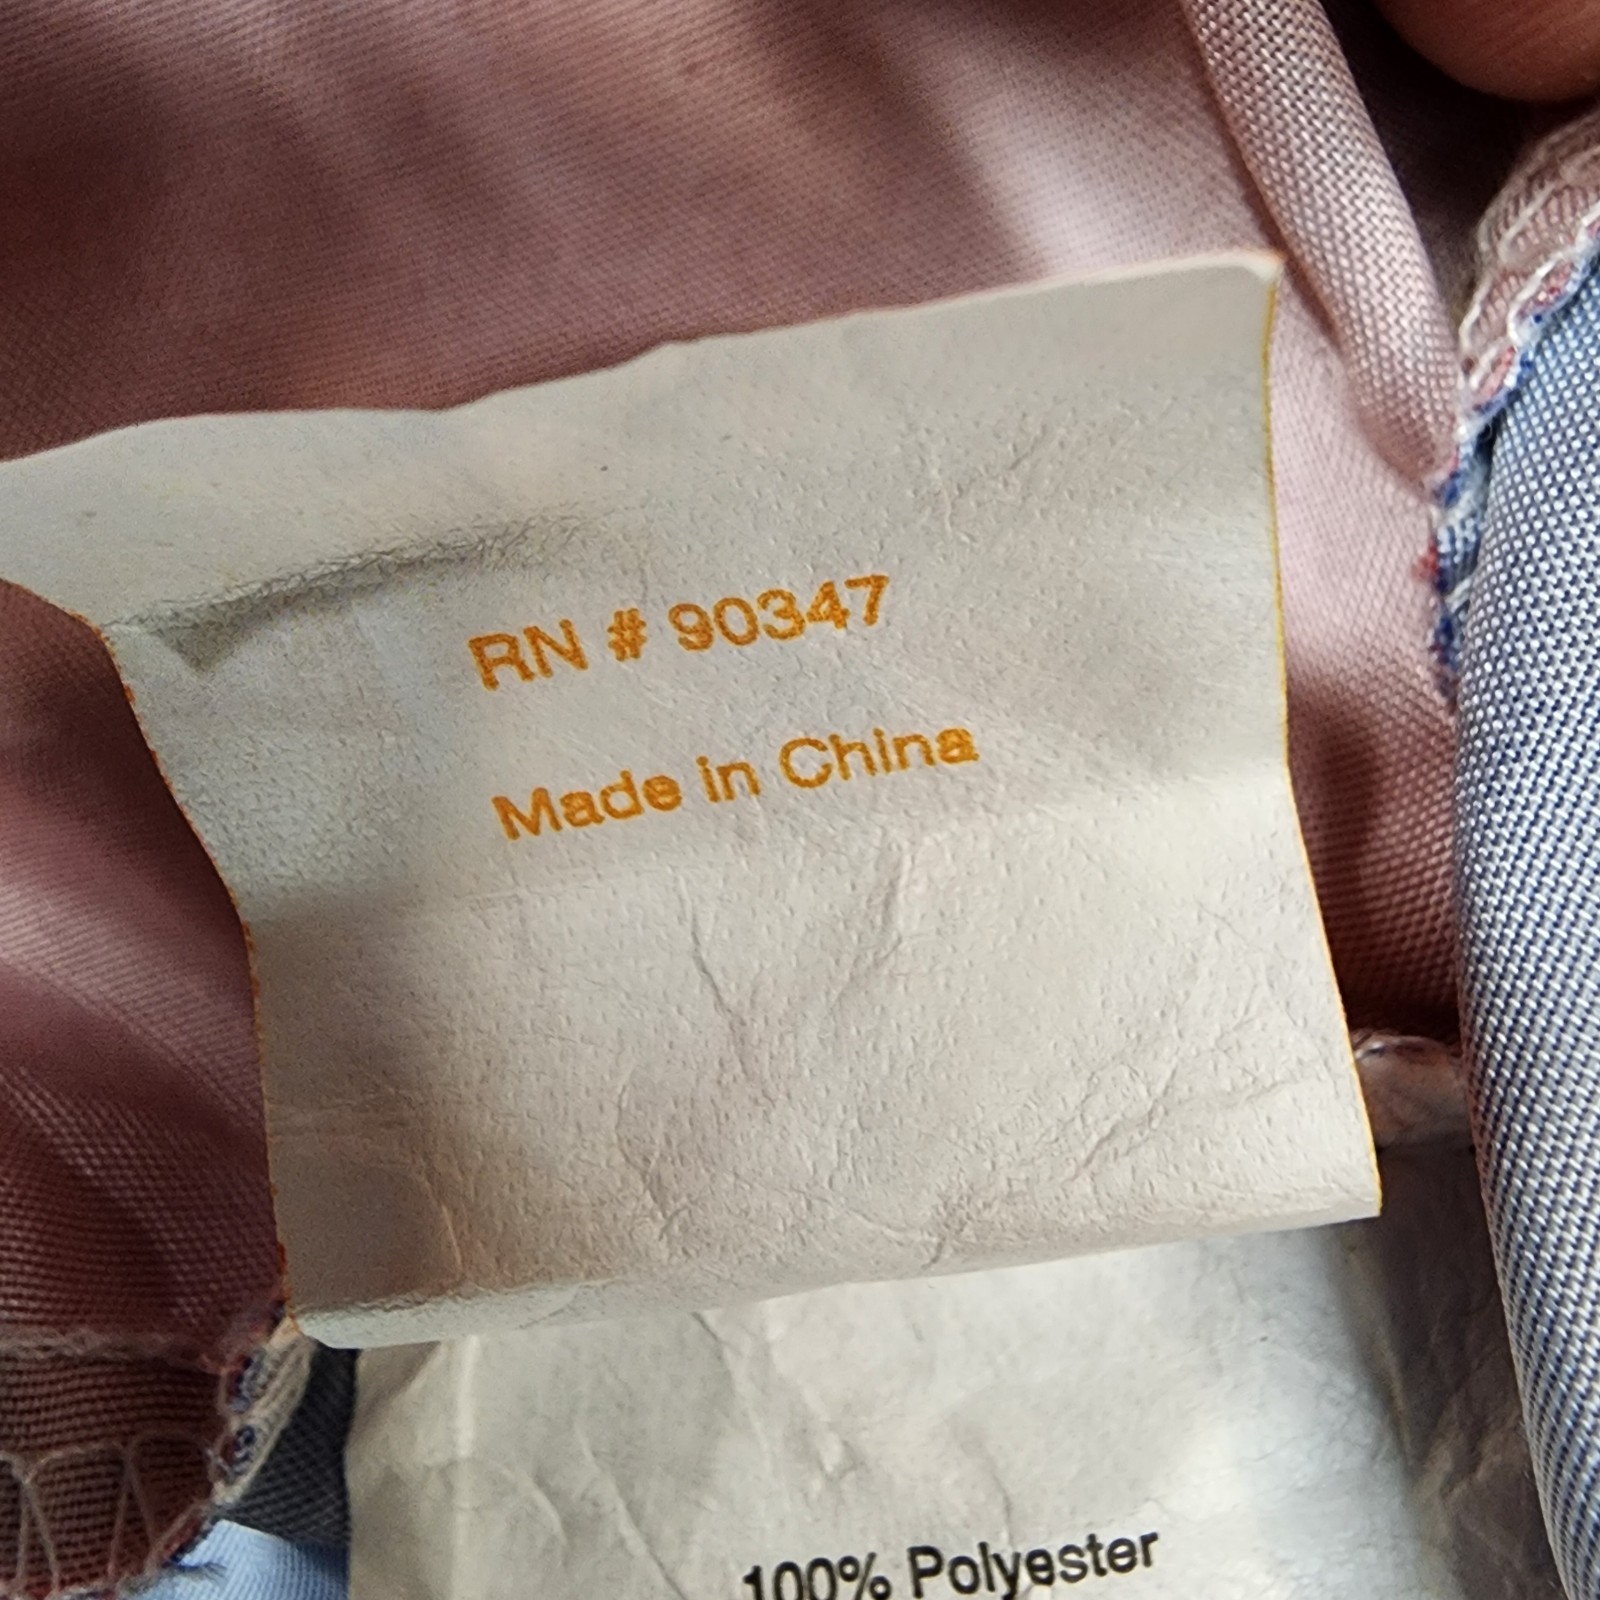 RN # 90347
Made in China
100% Polyester